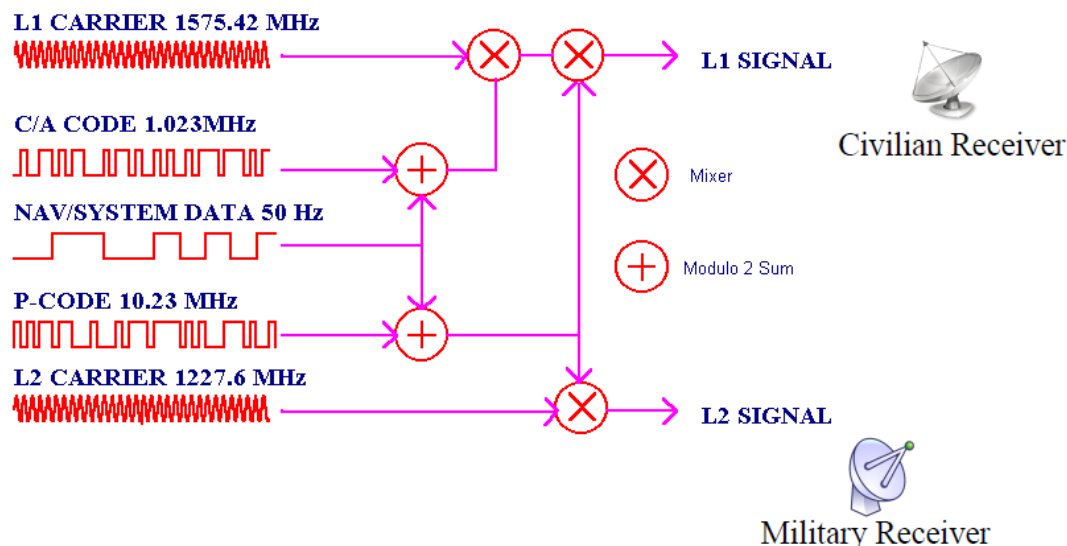 L1 CARRIER 1575.42 MHz
L1 SIGNAL
C/A CODE 1.023MHz
Civilian Receiver
Mixer
NAV/SYSTEM DATA 50 Hz
Modulo 2 Sum
P-CODE 10.23 MHz
L2 CARRIER 1227.6 MHz
L2 SIGNAL
Military Receiver